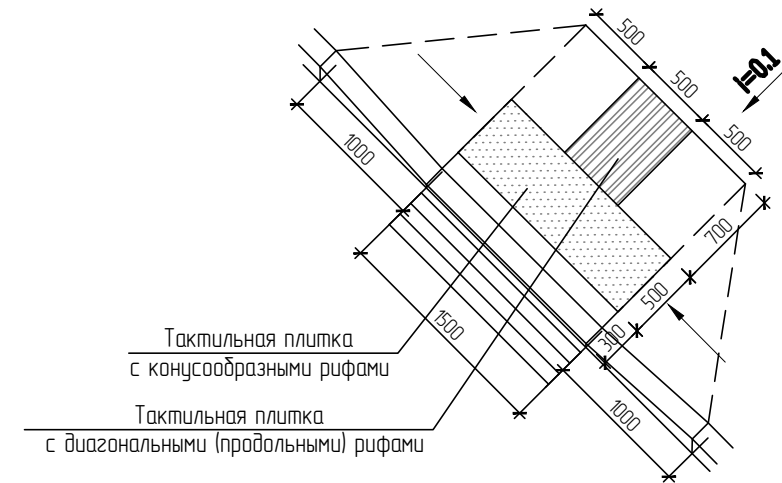 500
500
500
i=0.1
1000
700
500
300
1500
1000
Тактильная плитка
с конусообразными рифами
Тактильная плитка
с диагональными (продольными) рифами